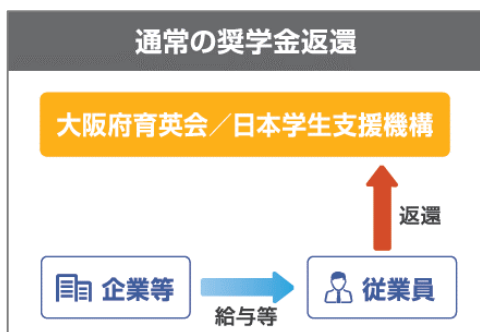 通常の奨学金返還
大阪府育英会／日本学生支援機構
返還
企業等
従業員
給与等